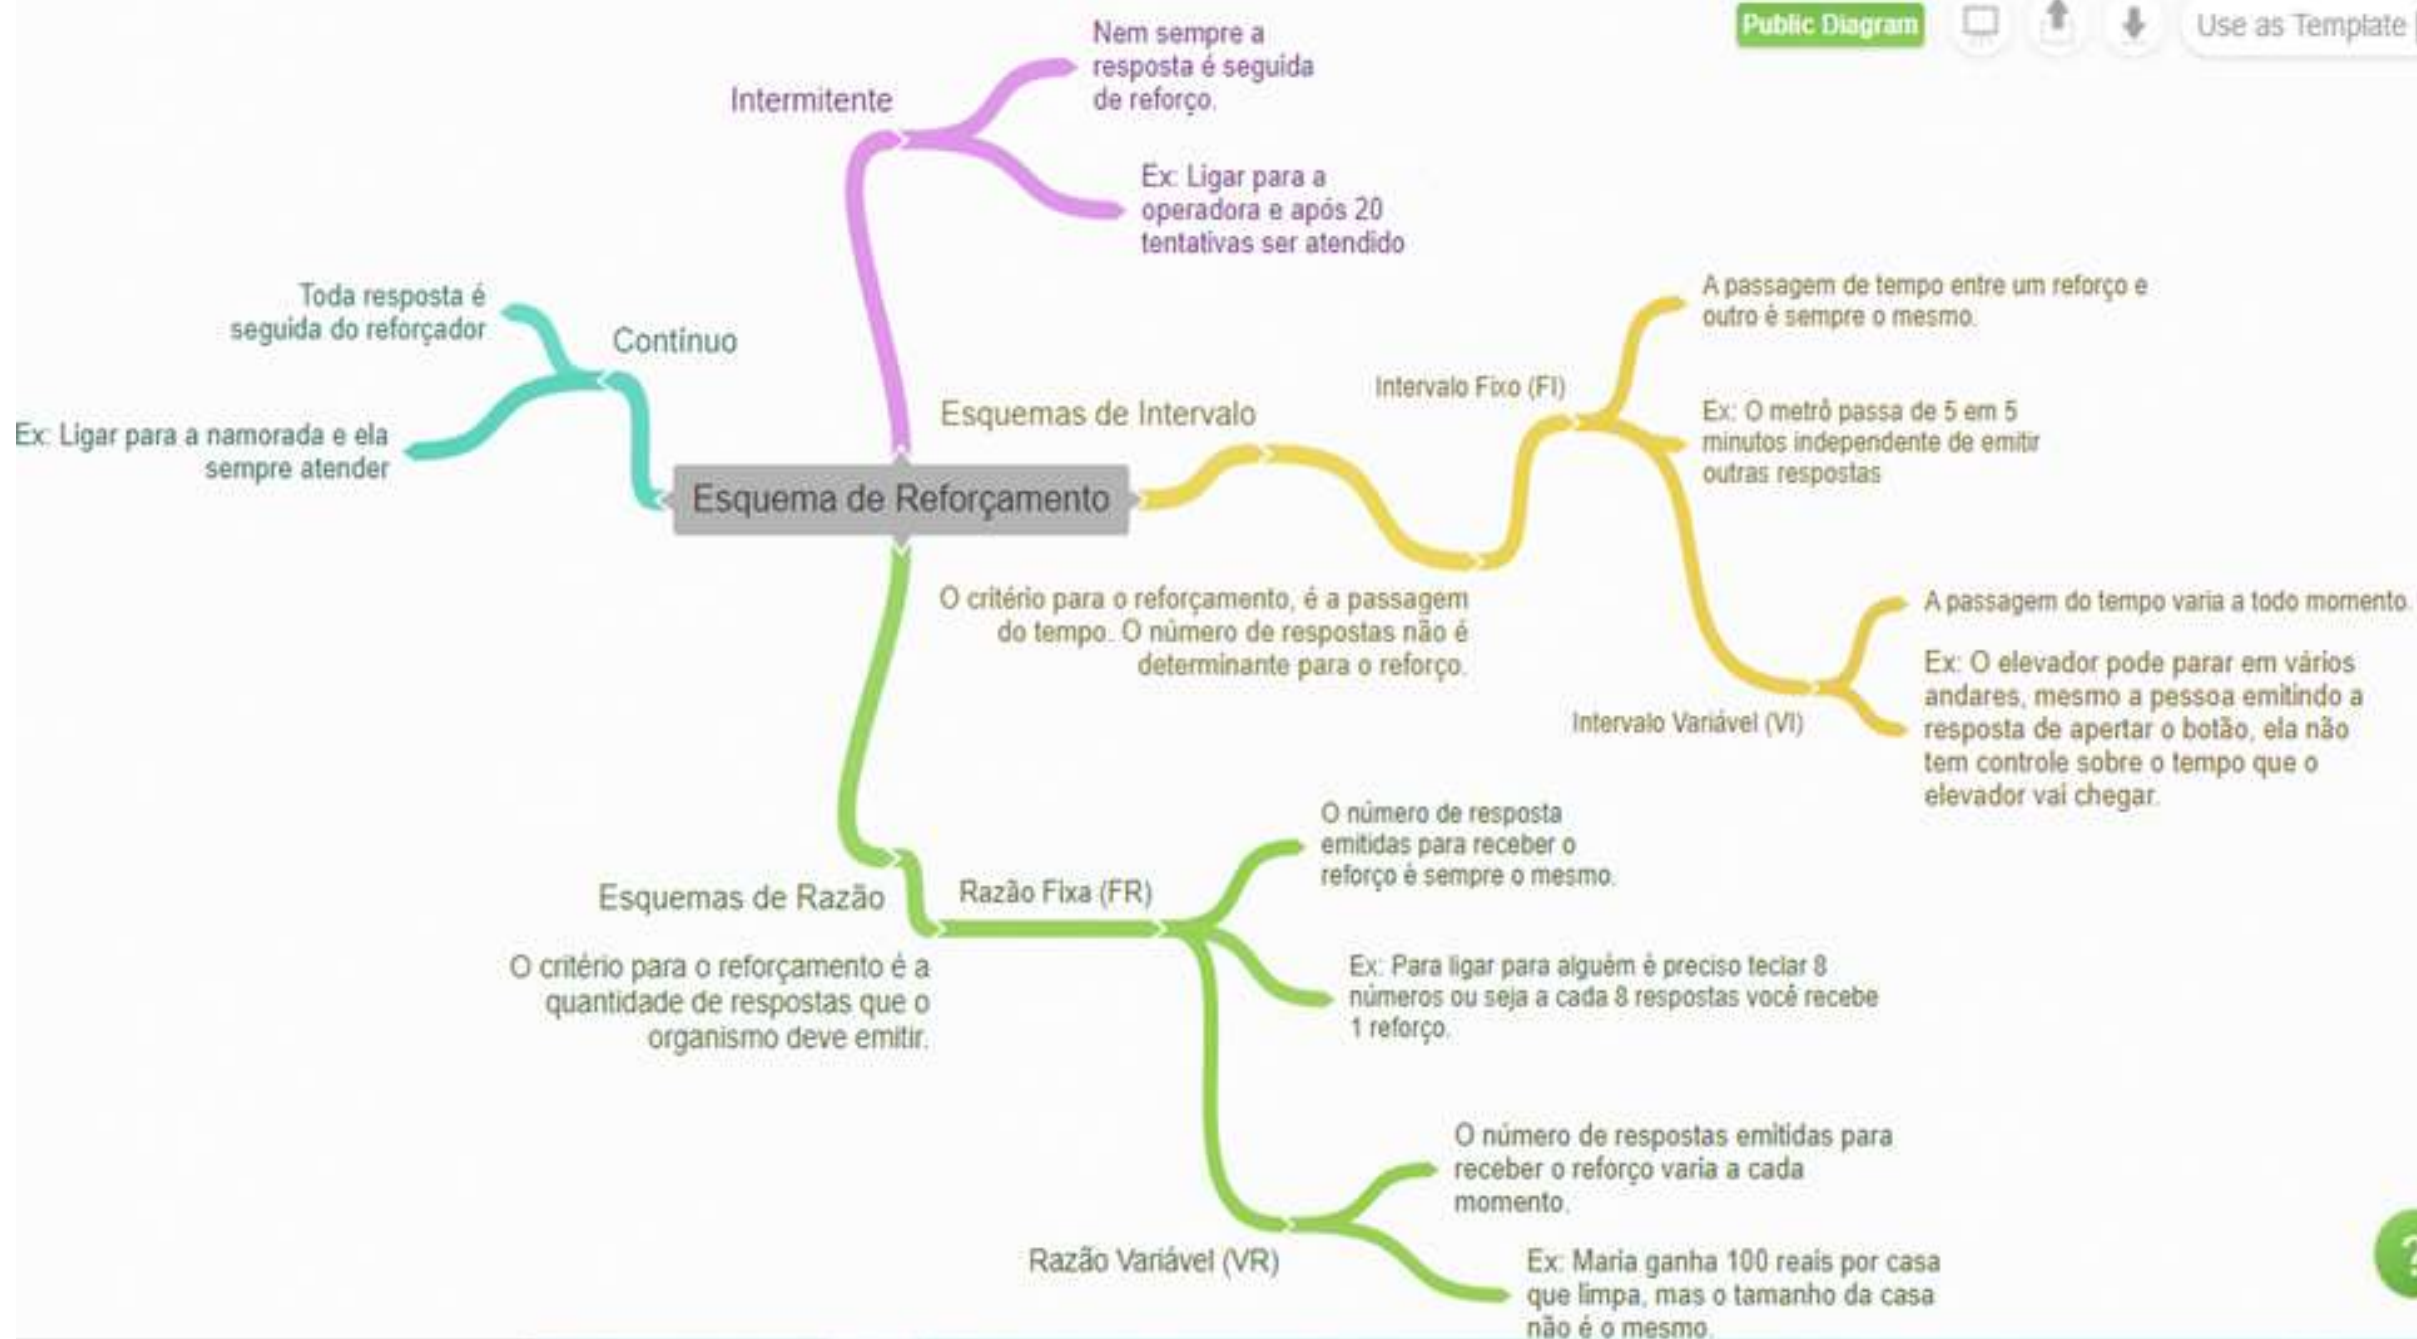 Public Diagram
Use as Template
Nem sempre a
resposta é seguida
de reforço.
Intermitente
Ex: Ligar para a
operadora e após 20
tentativas ser atendido
Toda resposta é
seguida do reforçador
Contínuo
Ex: Ligar para a namorada e ela
sempre atender
Esquema de Reforçamento
Esquemas de Intervalo
O critério para o reforçamento, é a passagem
do tempo. O número de respostas não é
determinante para o reforço.
Intervalo Fixo (FI)
A passagem de tempo entre um reforço e
outro é sempre o mesmo.
Ex: O metrô passa de 5 em 5
minutos independente de emitir
outras respostas
Intervalo Variável (VI)
A passagem do tempo varia a todo momento.
Ex: O elevador pode parar em vários
andares, mesmo a pessoa emitindo a
resposta de apertar o botão, ela não
tem controle sobre o tempo que o
elevador vai chegar.
Esquemas de Razão
O critério para o reforçamento é a
quantidade de respostas que o
organismo deve emitir.
Razão Fixa (FR)
O número de resposta
emitidas para receber o
reforço é sempre o mesmo.
Ex: Para ligar para alguém é preciso teclar 8
números ou seja a cada 8 respostas você recebe
1 reforço.
Razão Variável (VR)
O número de respostas emitidas para
receber o reforço varia a cada
momento.
Ex: Maria ganha 100 reais por casa
que limpa, mas o tamanho da casa
não é o mesmo.
?